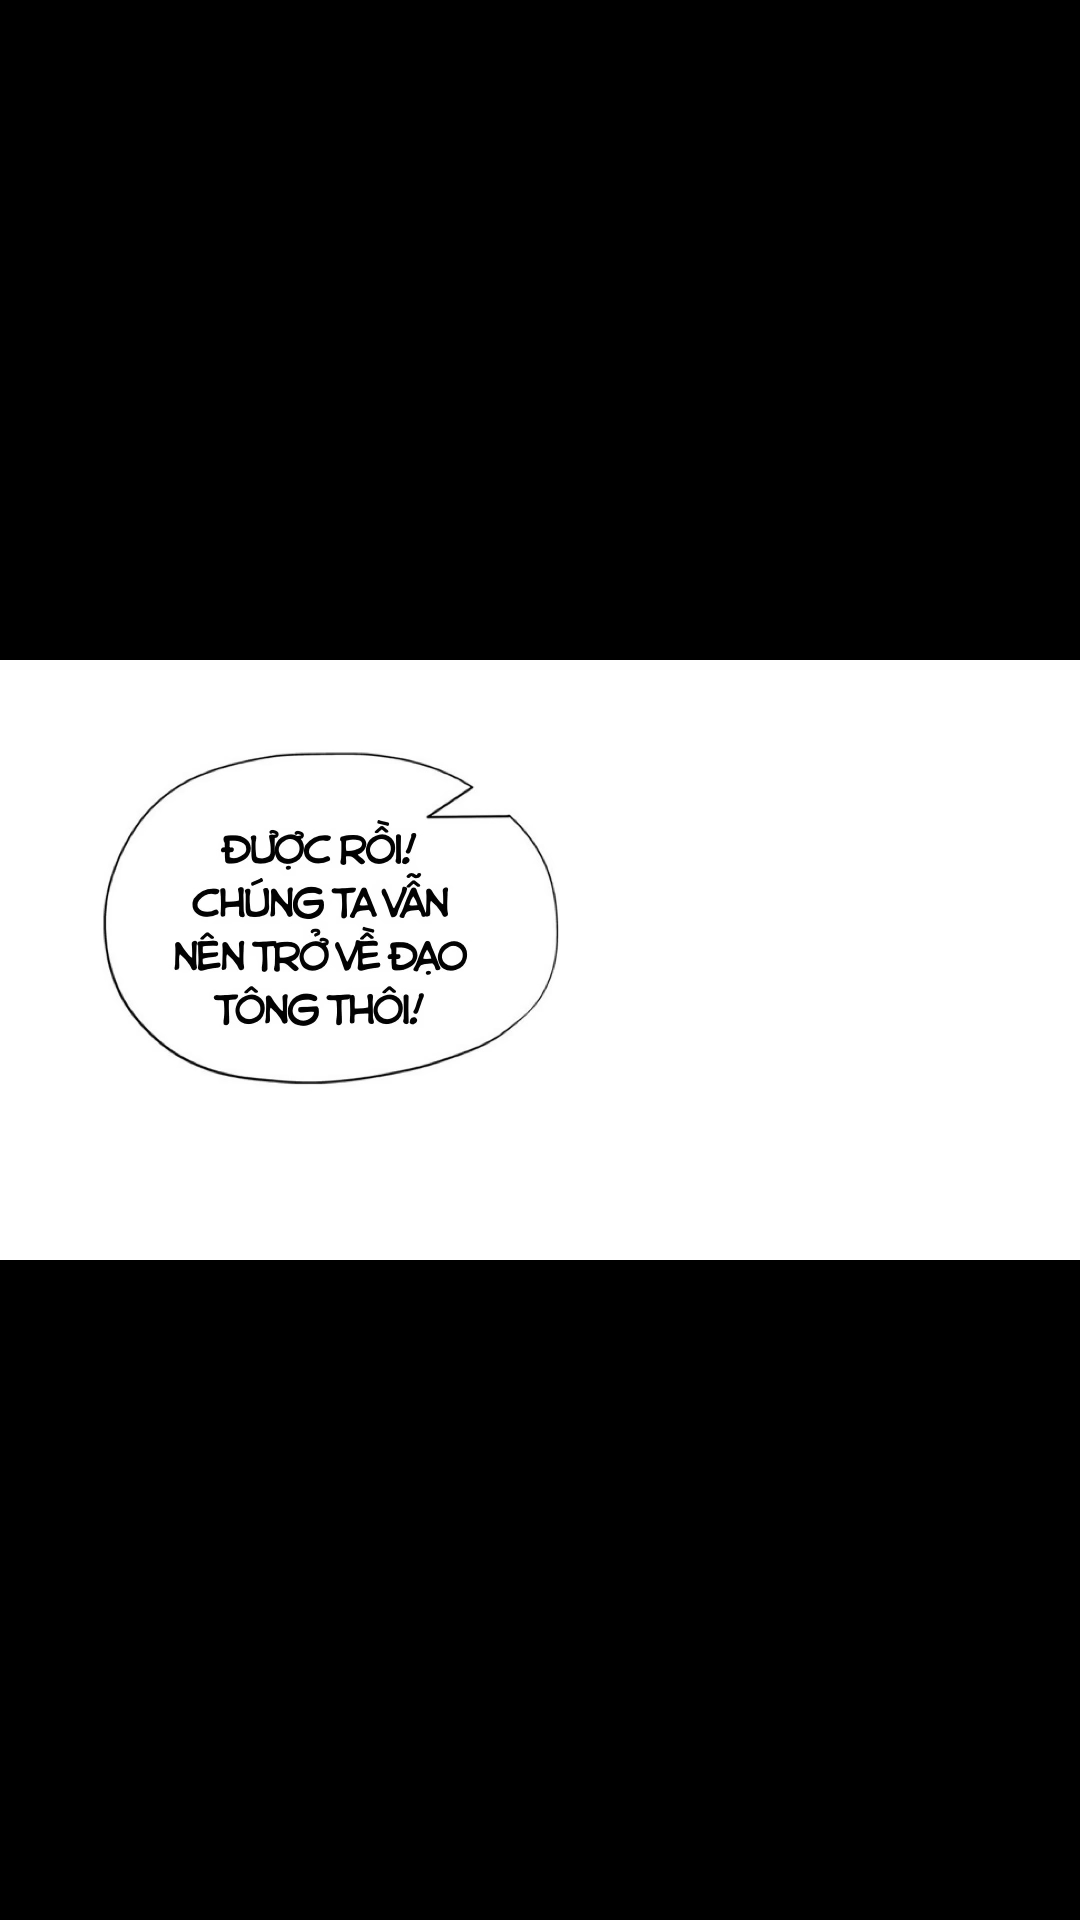 ĐƯỢC RỒI!
CHÚNG TA VẪN
NÊN TRỞ VỀ ĐẠO
TÔNG THÔI!